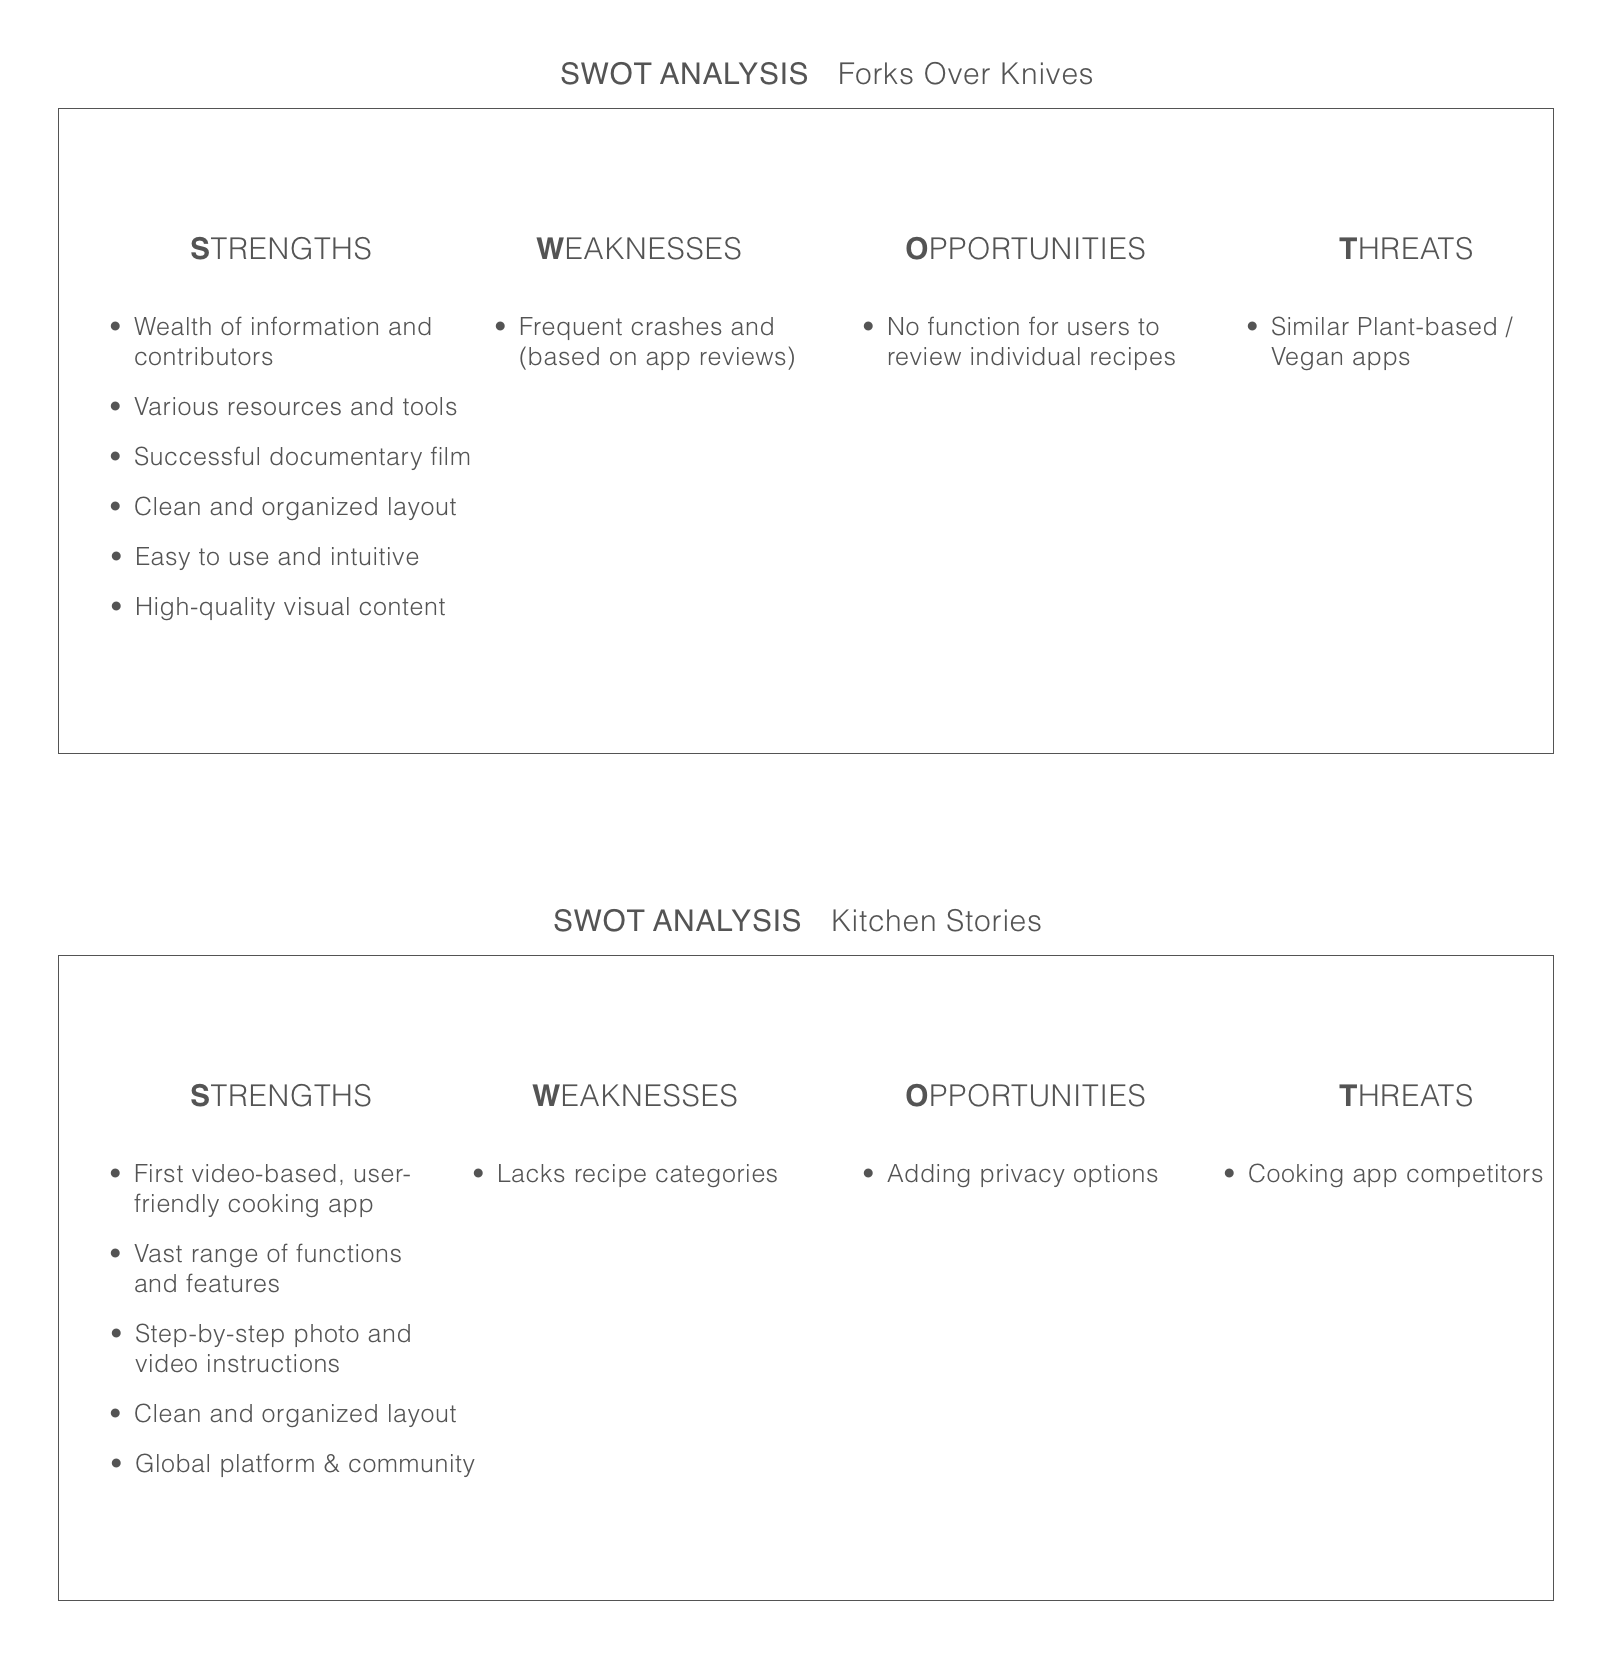 SWOT ANALYSIS Forks Over Knives
STRENGTHS
• Wealth of information and
contributors
• Various resources and tools
• Successful documentary film
• Clean and organized layout
• Easy to use and intuitive
• High-quality visual content
WEAKNESSES
• Frequent crashes and
(based on app reviews)
OPPORTUNITIES
• No function for users to
review individual recipes
THREATS
• Similar Plant-based /
Vegan apps
SWOT ANALYSIS Kitchen Stories
STRENGTHS
• First video-based, user-
friendly cooking app
• Vast range of functions
and features
• Step-by-step photo and
video instructions
• Clean and organized layout
• Global platform & community
WEAKNESSES
• Lacks recipe categories
OPPORTUNITIES
• Adding privacy options
THREATS
• Cooking app competitors